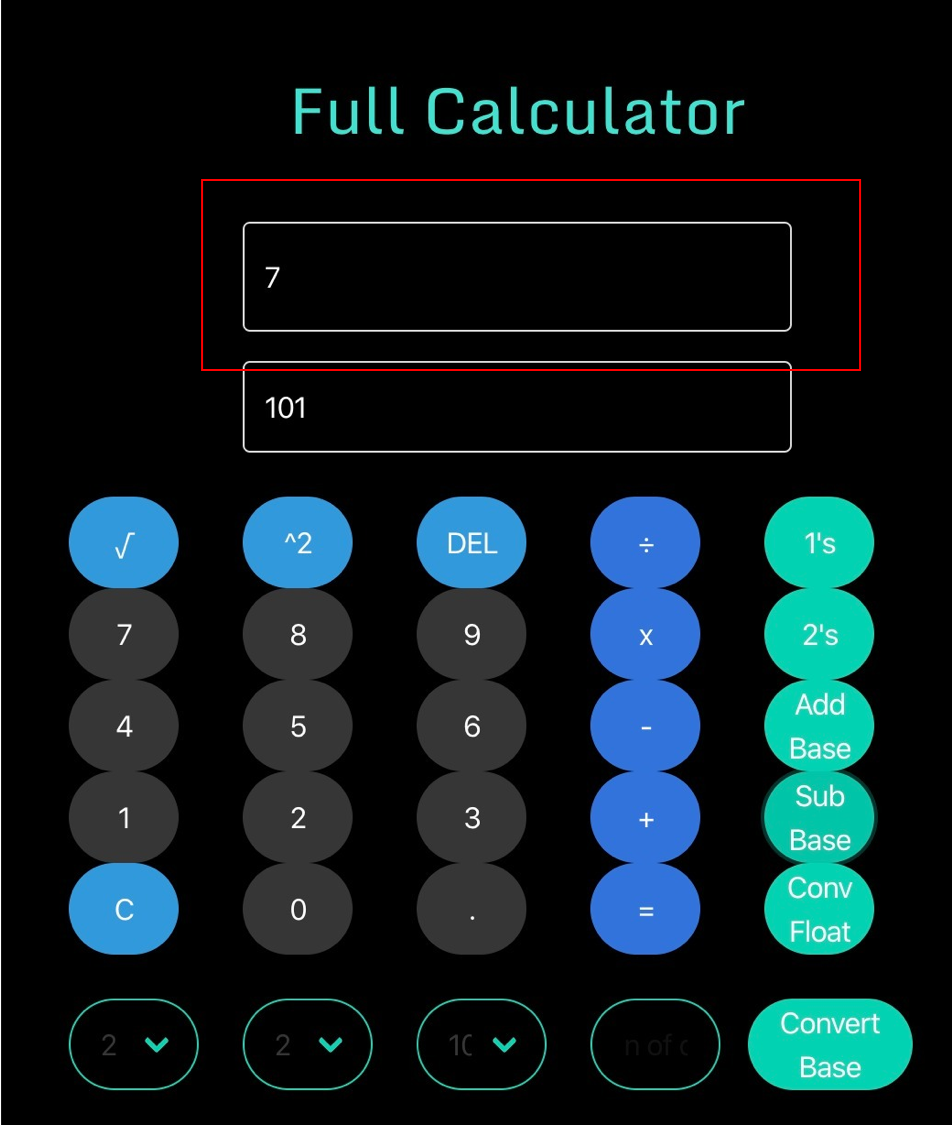 Full Calculator
7
101
√ ^2 DEL ÷ 1's
7 8 9 x 2's
4 5 6 - Add Base
1 2 3 + Sub Base
C 0 . = Conv Float
2 2 10 n of Convert Base